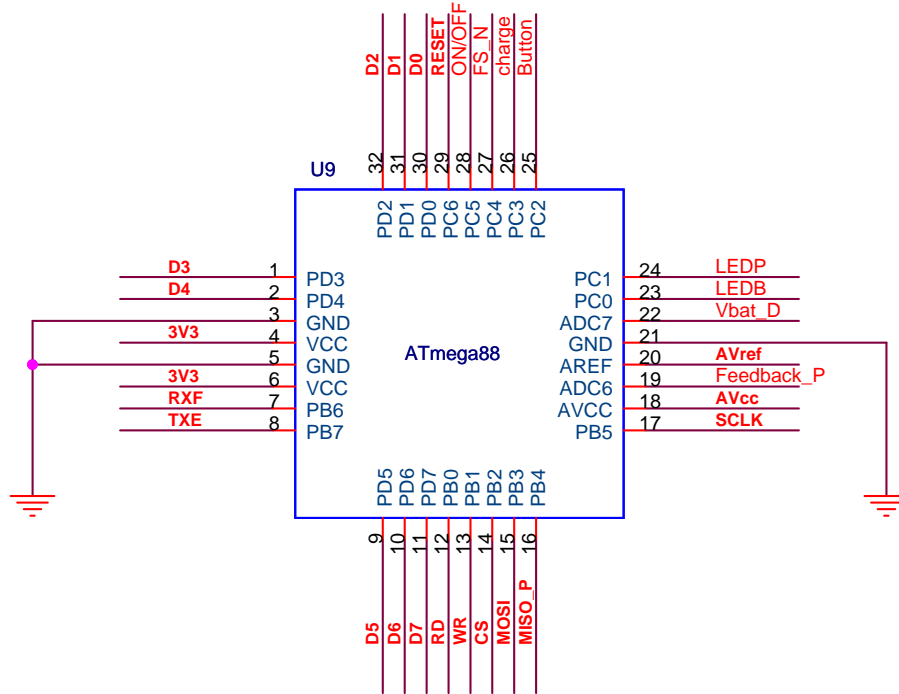 D2 D1 D0 RESET ON/OFF FS_N charge Button
32 31 30 29 28 27 26 25
U9
PD2 PD1 PD0 PC6 PC5 PC4 PC3 PC2
D3 1 PD3
D4 2 PD4
3 GND
3V3 4 VCC
5 GND
3V3 6 VCC
RXF 7 PB6
TXE 8 PB7
ATmega88
PC1 24 LEDP
PC0 23 LEDB
ADC7 22 Vbat_D
GND 21
AREF 20 AVref
ADC6 19 Feedback_P
AVCC 18 AVcc
PB5 17 SCLK
PD5 PD6 PD7 PB0 PB1 PB2 PB3 PB4
9 10 11 12 13 14 15 16
D5 D6 D7 RD WR CS MOSI MISO_P